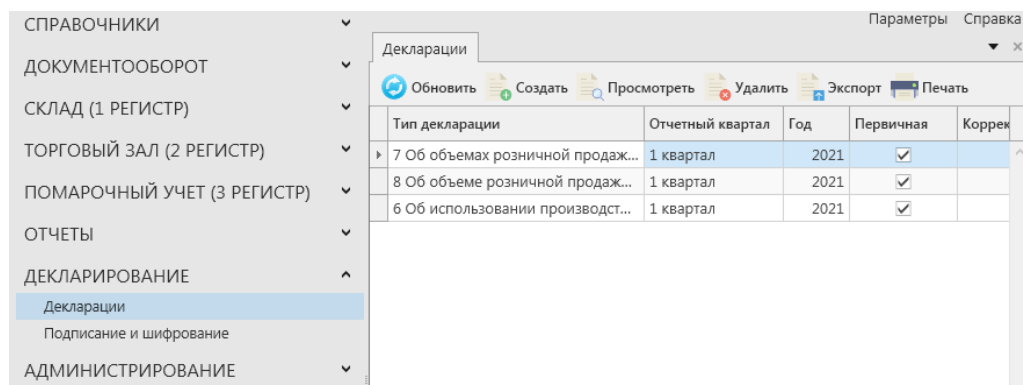 СПРАВОЧНИКИ
ДОКУМЕНТООБОРОТ
СКЛАД (1 РЕГИСТР)
ТОРГОВЫЙ ЗАЛ (2 РЕГИСТР)
ПОМАРОЧНЫЙ УЧЕТ (3 РЕГИСТР)
ОТЧЕТЫ
ДЕКЛАРИРОВАНИЕ
Декларации
Подписание и шифрование
АДМИНИСТРИРОВАНИЕ
Параметры Справка
Декларации
Обновить Создать Просмотреть Удалить Экспорт Печать
Тип декларации Отчетный квартал Год Первичная Коррек
7 Об объемах розничной продаж... 1 квартал 2021
8 Об объеме розничной продаж... 1 квартал 2021
6 Об использовании производст... 1 квартал 2021